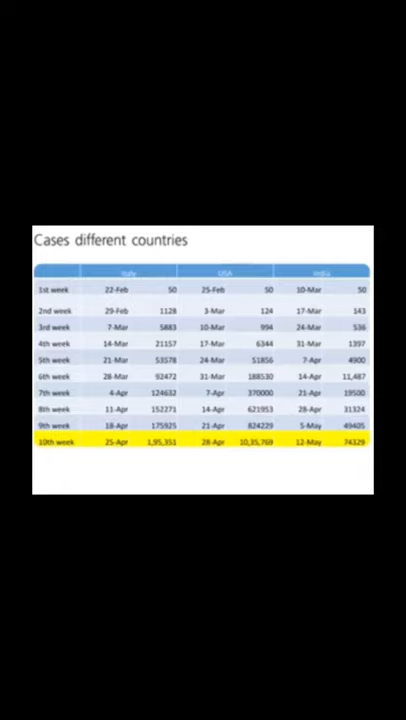 Cases different countries
Italy USA India
1st week 22-Feb 50 25-Feb 50 10-Mar 50
2nd week 29-Feb 1128 3-Mar 124 17-Mar 143
3rd week 7-Mar 5883 10-Mar 994 24-Mar 536
4th week 14-Mar 21157 17-Mar 6344 31-Mar 1397
5th week 21-Mar 53578 24-Mar 51856 7-Apr 4900
6th week 28-Mar 92472 31-Mar 188530 14-Apr 11,487
7th week 4-Apr 124632 7-Apr 370000 21-Apr 19500
8th week 11-Apr 152271 14-Apr 621953 28-Apr 31324
9th week 18-Apr 175925 21-Apr 824229 5-May 49405
10th week 25-Apr 1,95,351 28-Apr 10,35,769 12-May 74329